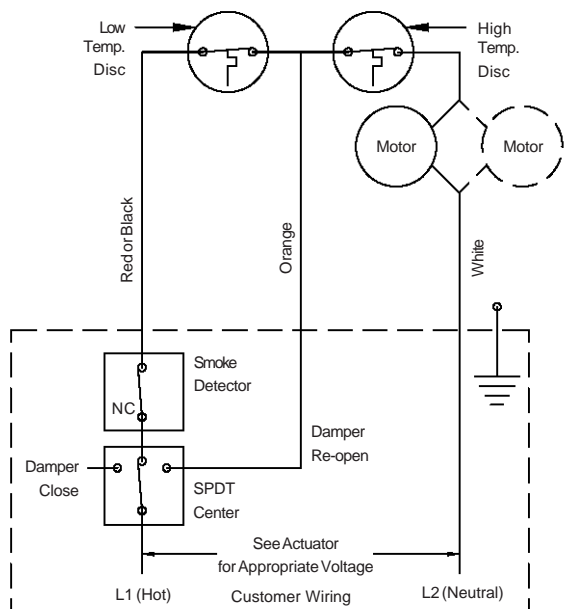 Low
Temp.
Disc
High
Temp.
Disc
Motor
Motor
Red or Black
Orange
White
Smoke
Detector
NC
Damper
Re-open
Damper
Close
SPDT
Center
See Actuator
for Appropriate Voltage
L1 (Hot)
Customer Wiring
L2 (Neutral)